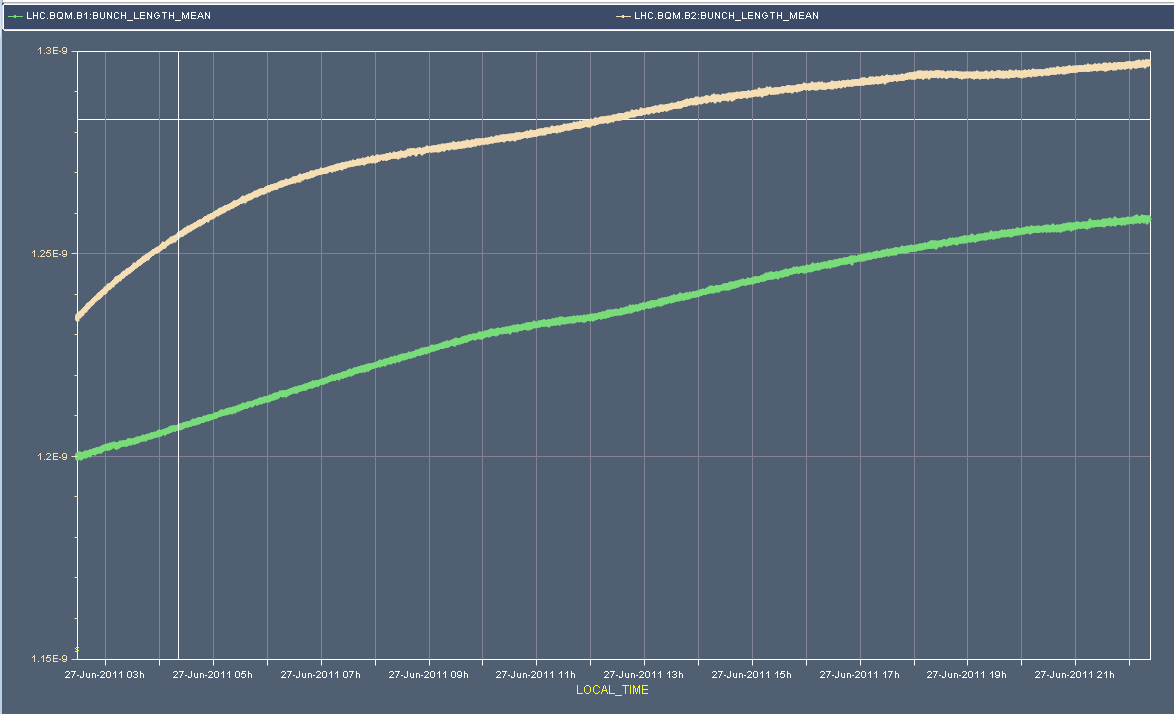 LHC.BQM.B1:BUNCH_LENGTH_MEAN LHC.BQM.B2:BUNCH_LENGTH_MEAN
1.3E-9
1.25E-9
1.2E-9
1.15E-9
27-Jun-2011 03h 27-Jun-2011 05h 27-Jun-2011 07h 27-Jun-2011 09h 27-Jun-2011 11h 27-Jun-2011 13h 27-Jun-2011 15h 27-Jun-2011 17h 27-Jun-2011 19h 27-Jun-2011 21h
LOCAL_TIME